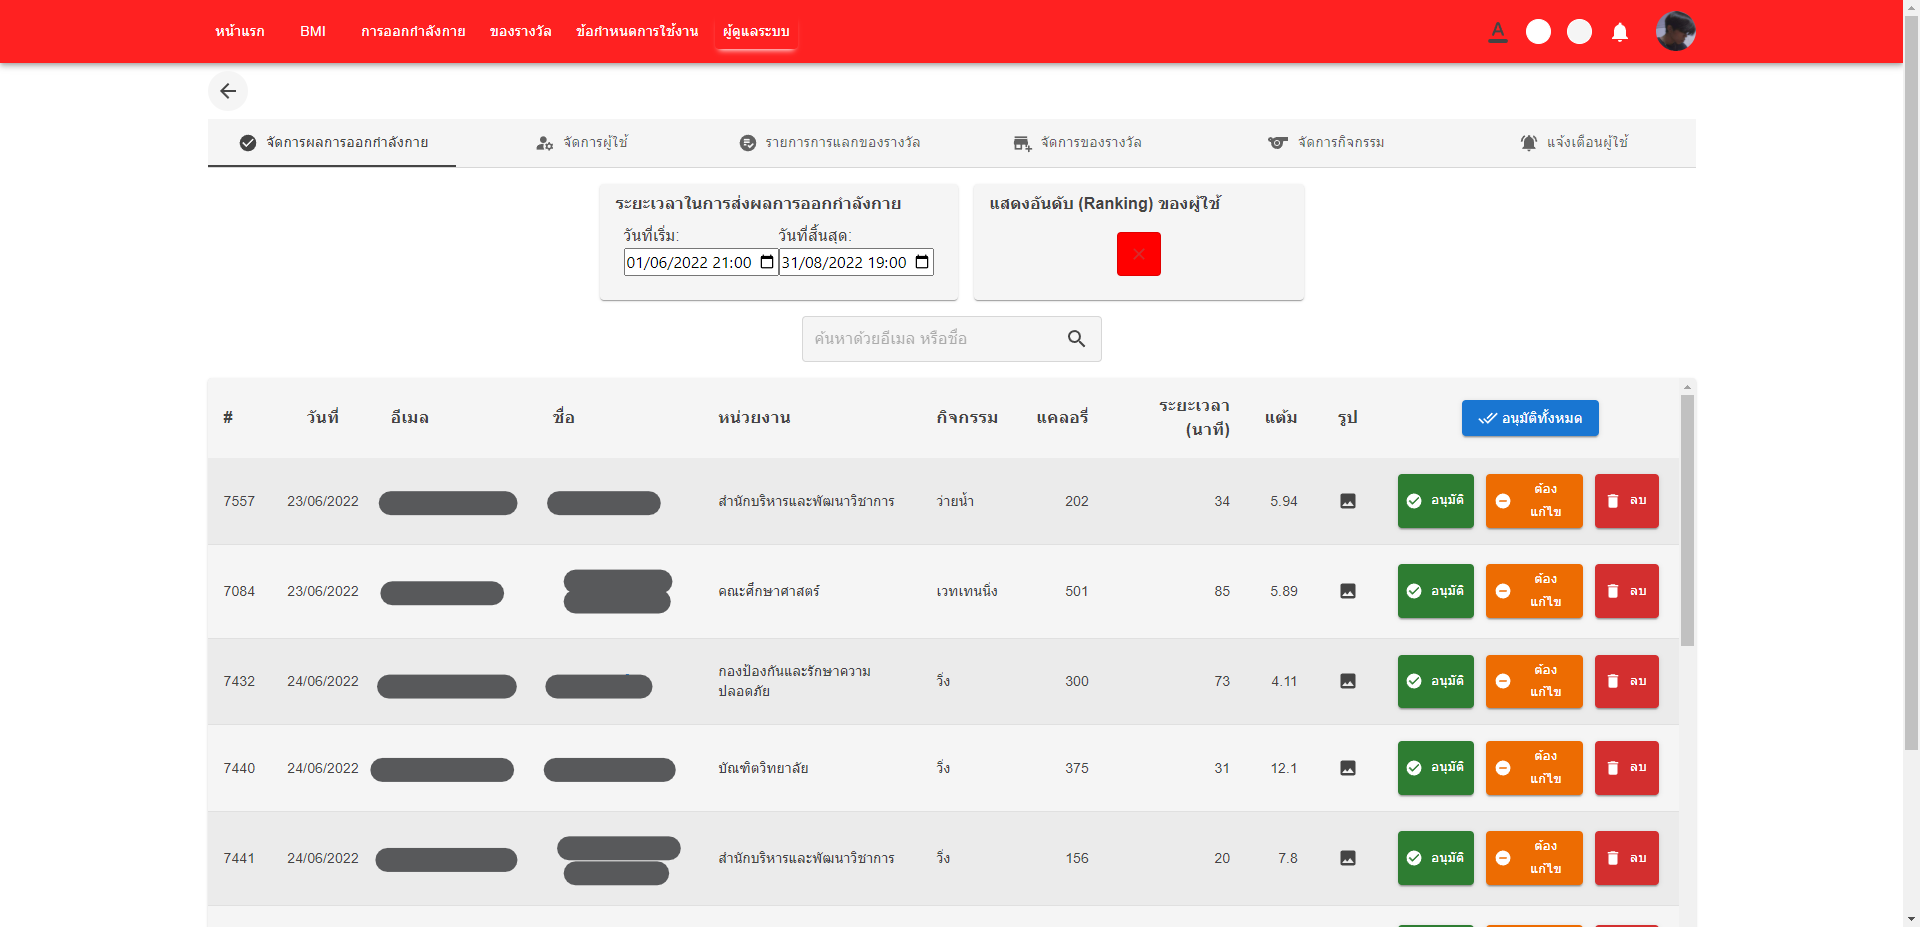 หน้าแรก BMI การออกกำลังกาย ของรางวัล ข้อกำหนดการใช้งาน ผู้ดูแลระบบ A
จัดการผลการออกกำลังกาย จัดการผู้ใช้ รายการการแลกของรางวัล จัดการของรางวัล จัดการกิจกรรม แจ้งเตือนผู้ใช้
ระยะเวลาในการส่งผลการออกกำลังกาย
วันที่เริ่ม: วันที่สิ้นสุด:
01/06/2022 21:00 31/08/2022 19:00
แสดงอันดับ (Ranking) ของผู้ใช้
ค้นหาด้วยอีเมล หรือชื่อ
# วันที่ อีเมล ชื่อ หน่วยงาน กิจกรรม แคลอรี่ ระยะเวลา (นาที) แต้ม รูป อนุมัติทั้งหมด
7557 23/06/2022 สำนักบริหารและพัฒนาวิชาการ ว่ายน้ำ 202 34 5.94 อนุมัติ ต้องแก้ไข ลบ
7084 23/06/2022 คณะศึกษาศาสตร์ เวทเทนนิ่ง 501 85 5.89 อนุมัติ ต้องแก้ไข ลบ
7432 24/06/2022 กองป้องกันและรักษาความปลอดภัย วิ่ง 300 73 4.11 อนุมัติ ต้องแก้ไข ลบ
7440 24/06/2022 บัณฑิตวิทยาลัย วิ่ง 375 31 12.1 อนุมัติ ต้องแก้ไข ลบ
7441 24/06/2022 สำนักบริหารและพัฒนาวิชาการ วิ่ง 156 20 7.8 อนุมัติ ต้องแก้ไข ลบ